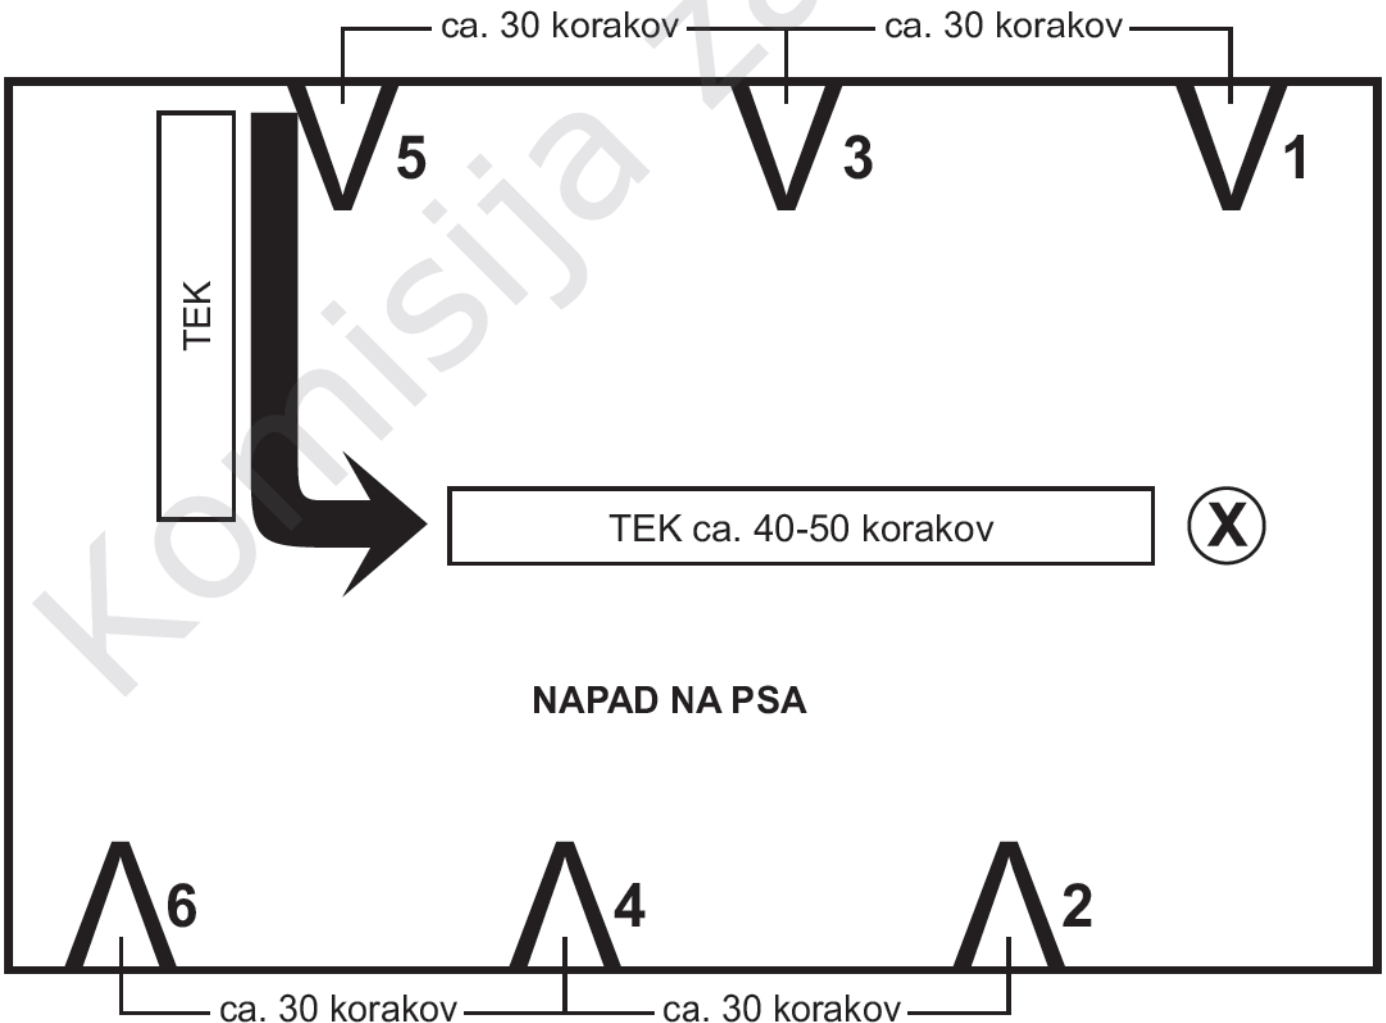 ca. 30 korakov
ca. 30 korakov
5
3
1
TEK
TEK ca. 40-50 korakov
X
NAPAD NA PSA
6
4
2
ca. 30 korakov
ca. 30 korakov
Komisija za